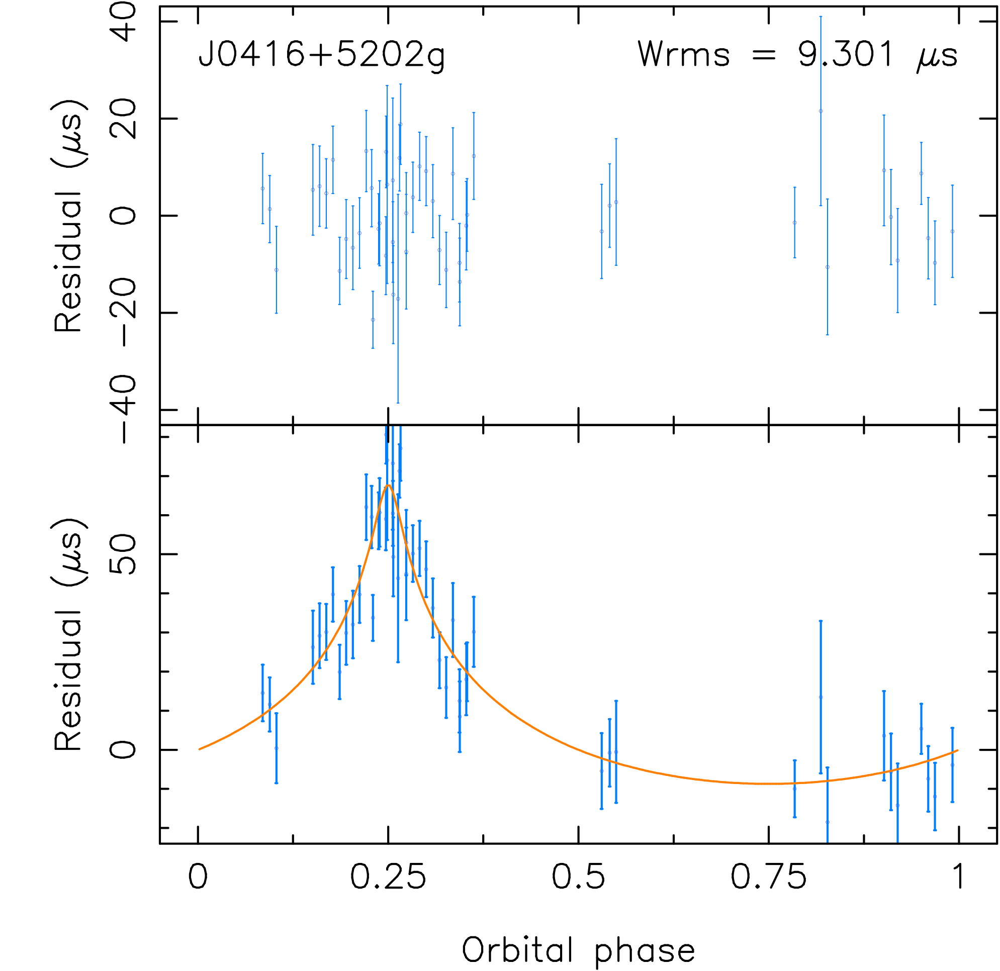 J0416+5202g
Wrms = 9.301 μs
40
20
0
−20
−40
Residual (μs)
50
0
Residual (μs)
0 0.25 0.5 0.75 1
Orbital phase